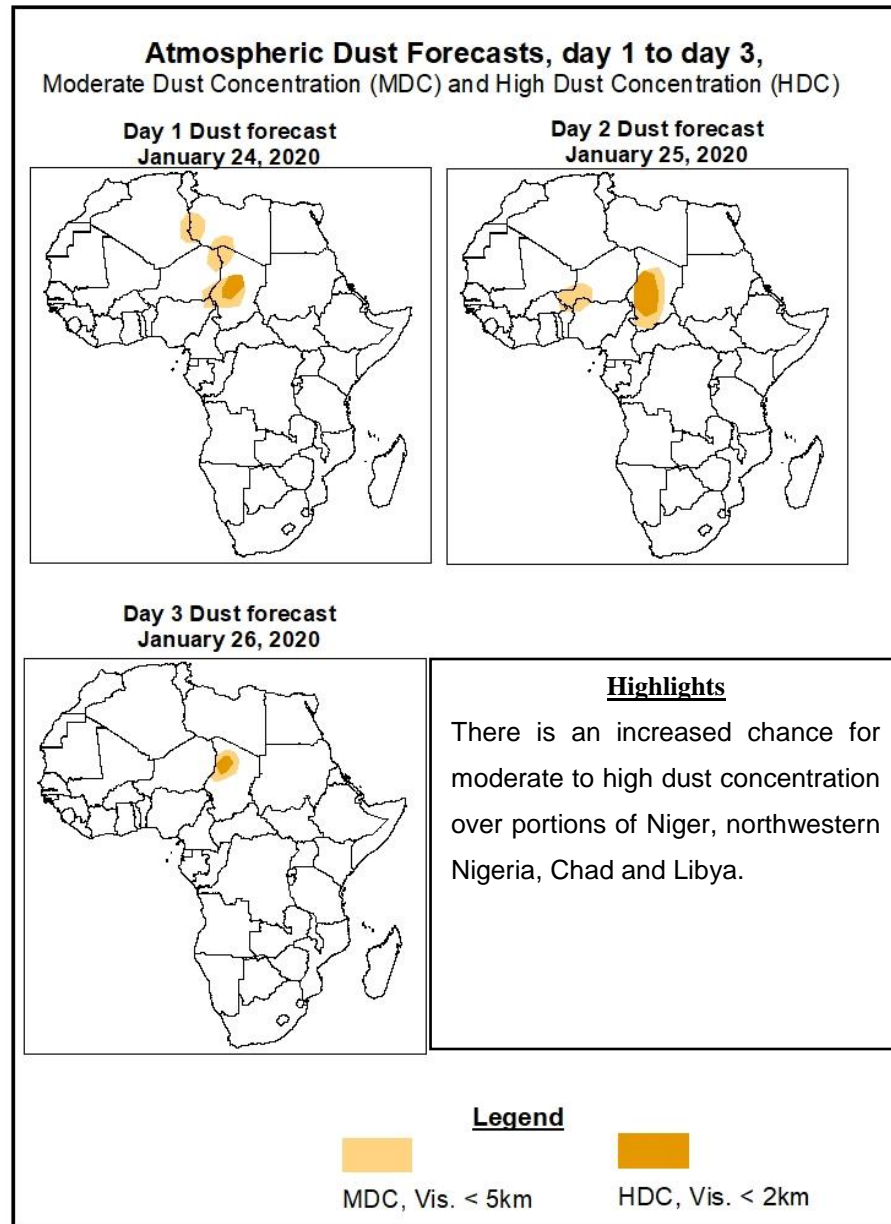 Atmospheric Dust Forecasts, day 1 to day 3,
Moderate Dust Concentration (MDC) and High Dust Concentration (HDC)
Day 1 Dust forecast
January 24, 2020
Day 2 Dust forecast
January 25, 2020
Day 3 Dust forecast
January 26, 2020
Highlights
There is an increased chance for
moderate to high dust concentration
over portions of Niger, northwestern
Nigeria, Chad and Libya.
Legend
MDC, Vis. < 5km
HDC, Vis. < 2km